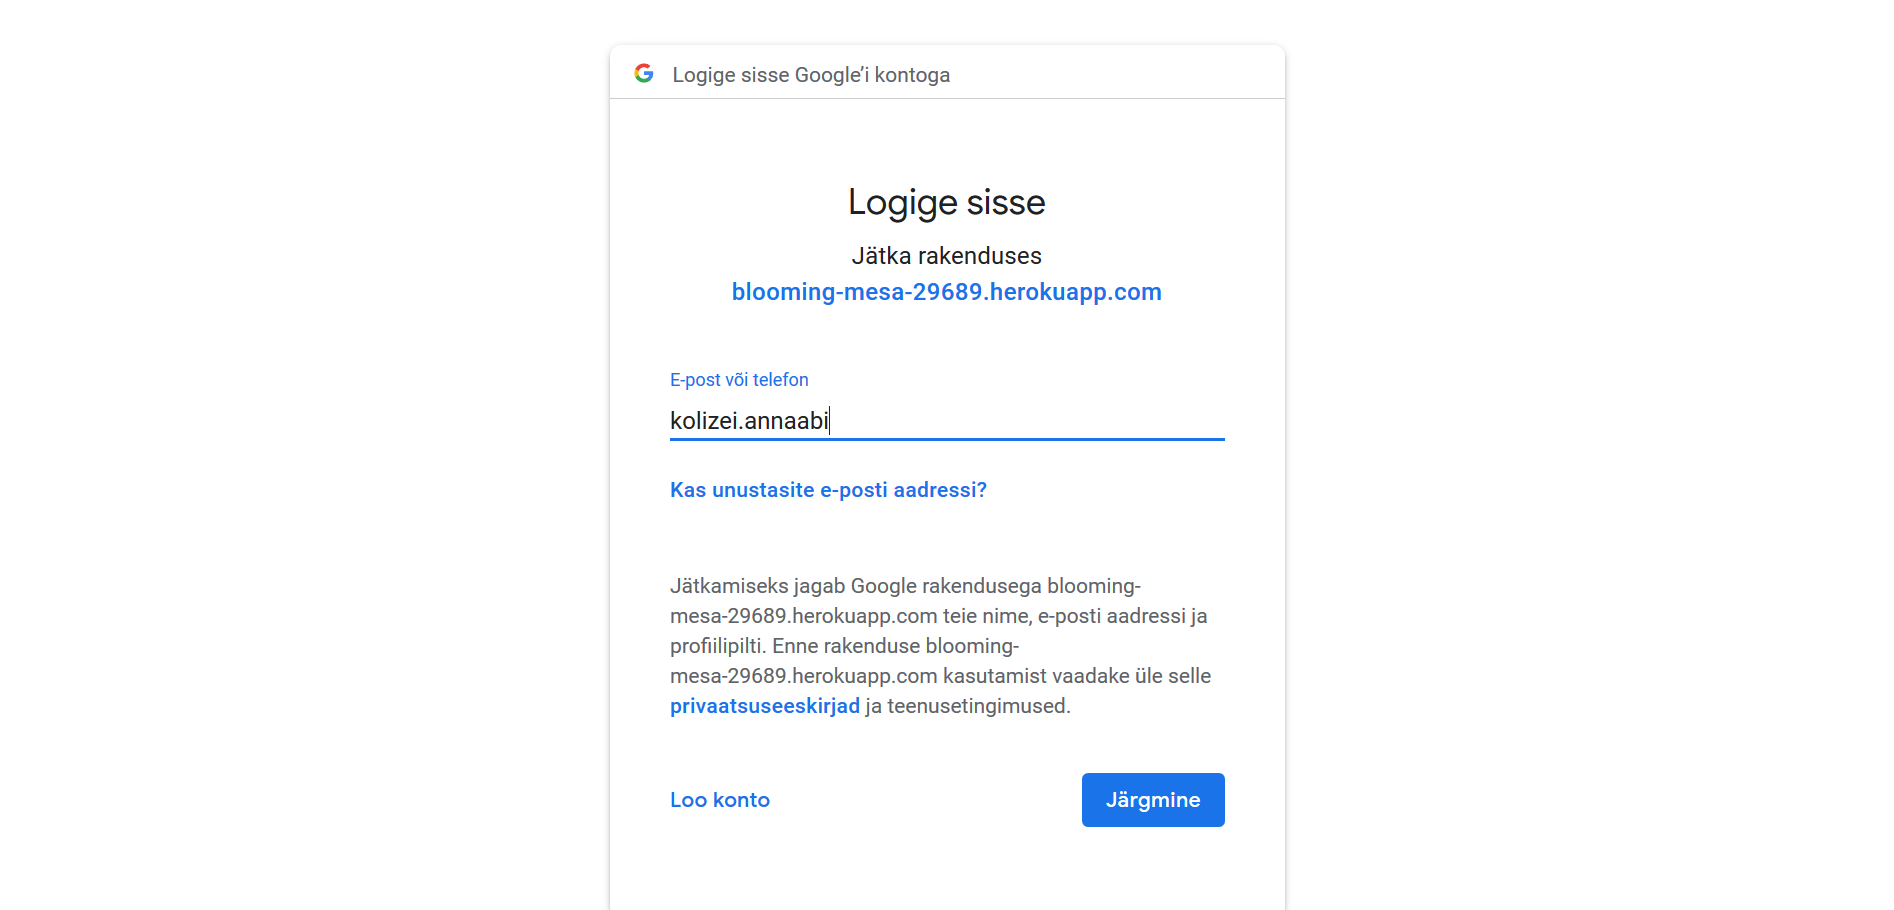 Logige sisse Google’i kontoga
Logige sisse
Jätka rakenduses
blooming-mesa-29689.herokuapp.com
E-post või telefon
kolizei.annaabi
Kas unustasite e-posti aadressi?
Jätkamiseks jagab Google rakendusega blooming-
mesa-29689.herokuapp.com teie nime, e-posti aadressi ja
profiilipilti. Enne rakenduse blooming-
mesa-29689.herokuapp.com kasutamist vaadake üle selle
privaatsuseeskirjad ja teenusetingimused.
Loo konto
Järgmine